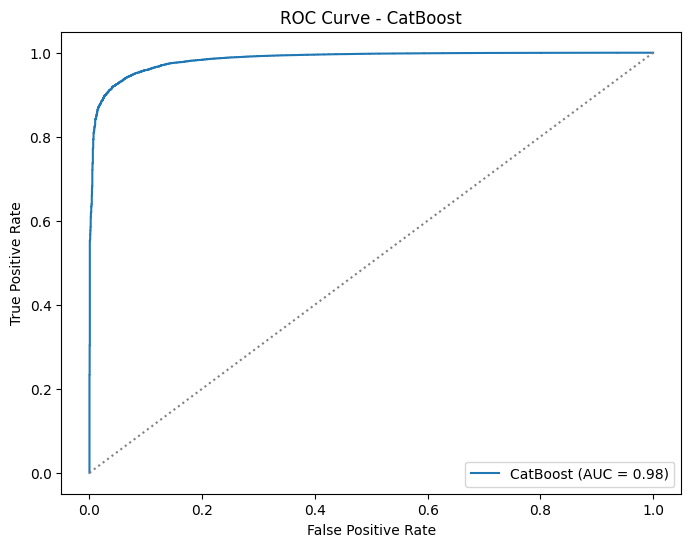 ROC Curve - CatBoost
True Positive Rate
1.0
0.8
0.6
0.4
0.2
0.0
CatBoost (AUC = 0.98)
0.0 0.2 0.4 0.6 0.8 1.0
False Positive Rate